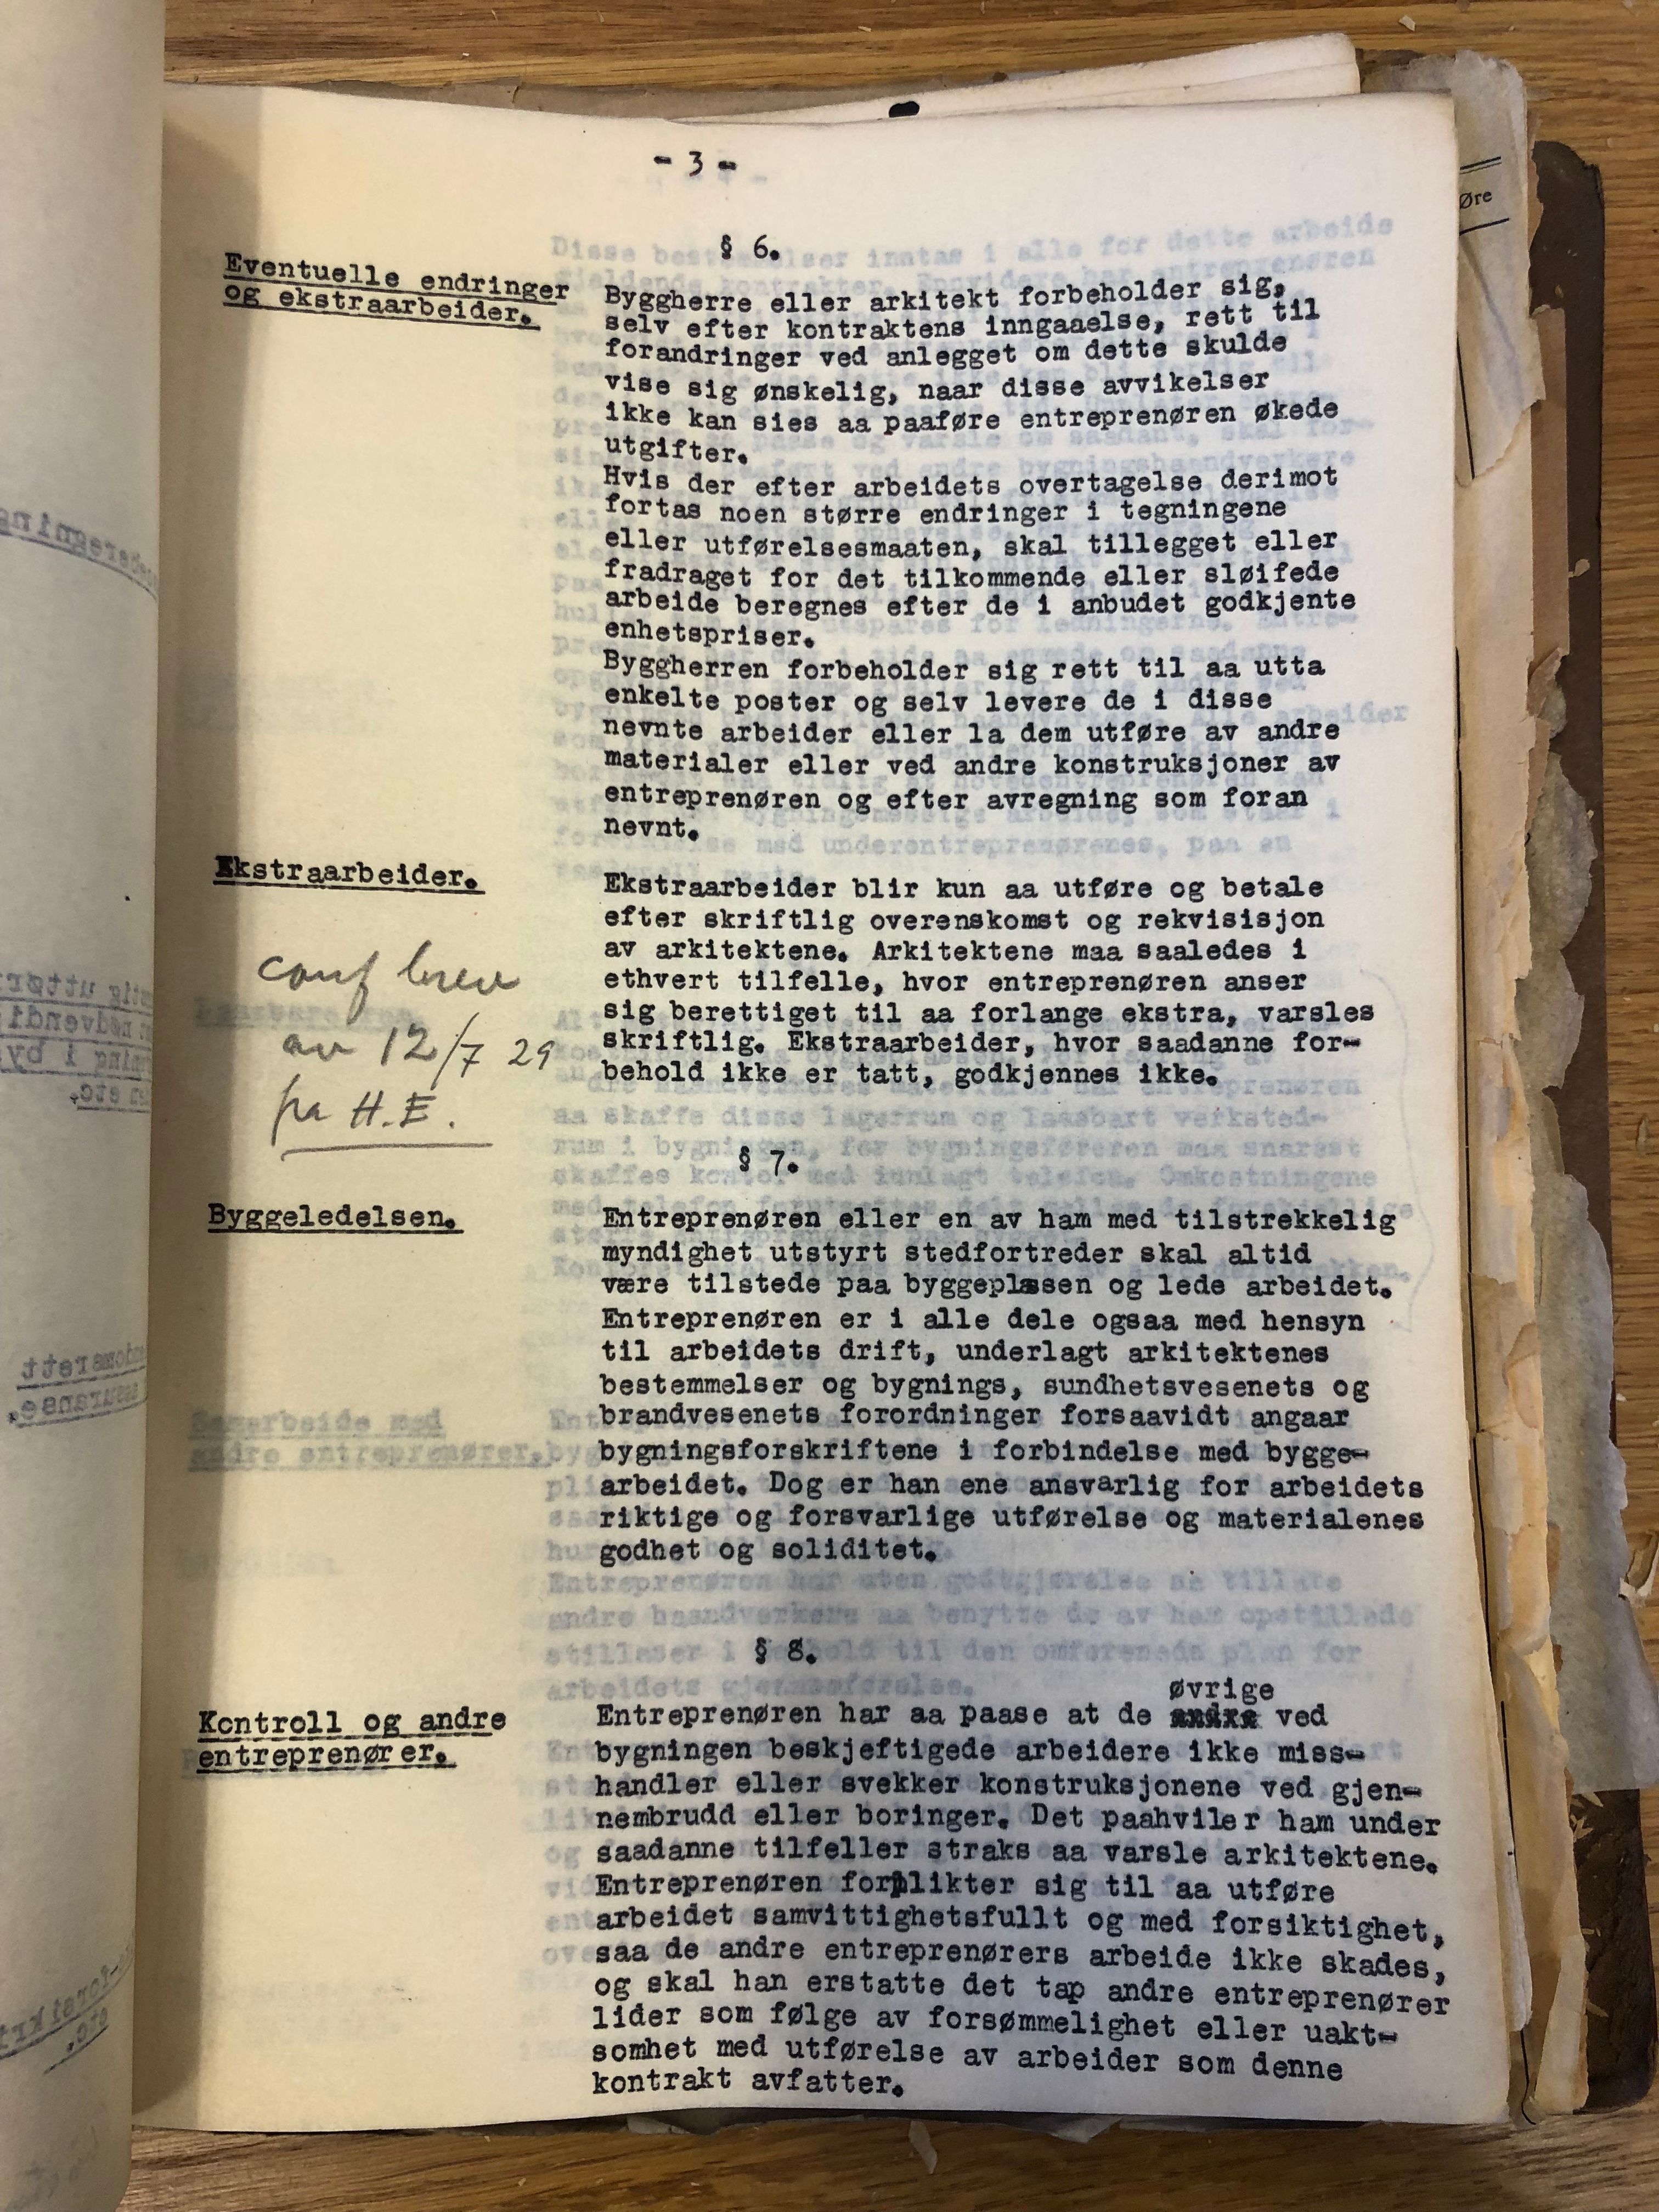 - 3 -
§ 6.
Eventuelle endringer
og ekstraarbeider.
Byggherre eller arkitekt forbeholder sig,
selv efter kontraktens inngaaelse, rett til
forandringer ved anlegget om dette skulde
vise sig ønskelig, naar disse avvikelser
ikke kan sies aa paaføre entreprenøren økede
utgifter.
Hvis der efter arbeidets overtagelse derimot
fortas noen større endringer i tegningene
eller utførelsesmaaten, skal tillegget eller
fradraget for det tilkommende eller sløifede
arbeide beregnes efter de i anbudet godkjente
enhetspriser.
Byggherren forbeholder sig rett til aa utta
enkelte poster og selv levere de i disse
nevnte arbeider eller la dem utføre av andre
materialer eller ved andre konstruksjoner av
entreprenøren og efter avregning som foran
nevnt.
Ekstraarbeider.
Ekstraarbeider blir kun aa utføre og betale
efter skriftlig overenskomst og rekvisisjon
av arkitektene. Arkitektene maa saaledes i
ethvert tilfelle, hvor entreprenøren anser
sig berettiget til aa forlange ekstra, varsles
skriftlig. Ekstraarbeider, hvor saadanne for-
behold ikke er tatt, godkjennes ikke.
conf brev
av 12/7 29
fra H.E.
§ 7.
Byggeledelsen.
Entreprenøren eller en av ham med tilstrekkelig
myndighet utstyrt stedfortreder skal altid
være tilstede paa byggeplassen og lede arbeidet.
Entreprenøren er i alle dele ogsaa med hensyn
til arbeidets drift, underlagt arkitektenes
bestemmelser og bygnings, sundhetsvesenets og
brandvesenets forordninger forsaavidt angaar
bygningsforskriftene i forbindelse med bygge-
arbeidet. Dog er han ene ansvarlig for arbeidets
riktige og forsvarlige utførelse og materialenes
godhet og soliditet.
§ 8.
Kontroll og andre
entreprenører.
øvrige
Entreprenøren har aa paase at de andre ved
bygningen beskjeftigede arbeidere ikke miss-
handler eller svekker konstruksjonene ved gjen-
nembrudd eller boringer. Det paahviler ham under
saadanne tilfeller straks aa varsle arkitektene.
Entreprenøren forplikter sig til aa utføre
arbeidet samvittighetsfullt og med forsiktighet,
saa de andre entreprenørers arbeide ikke skades,
og skal han erstatte det tap andre entreprenører
lider som følge av forsømmelighet eller uakt-
somhet med utførelse av arbeider som denne
kontrakt avfatter.
Øre